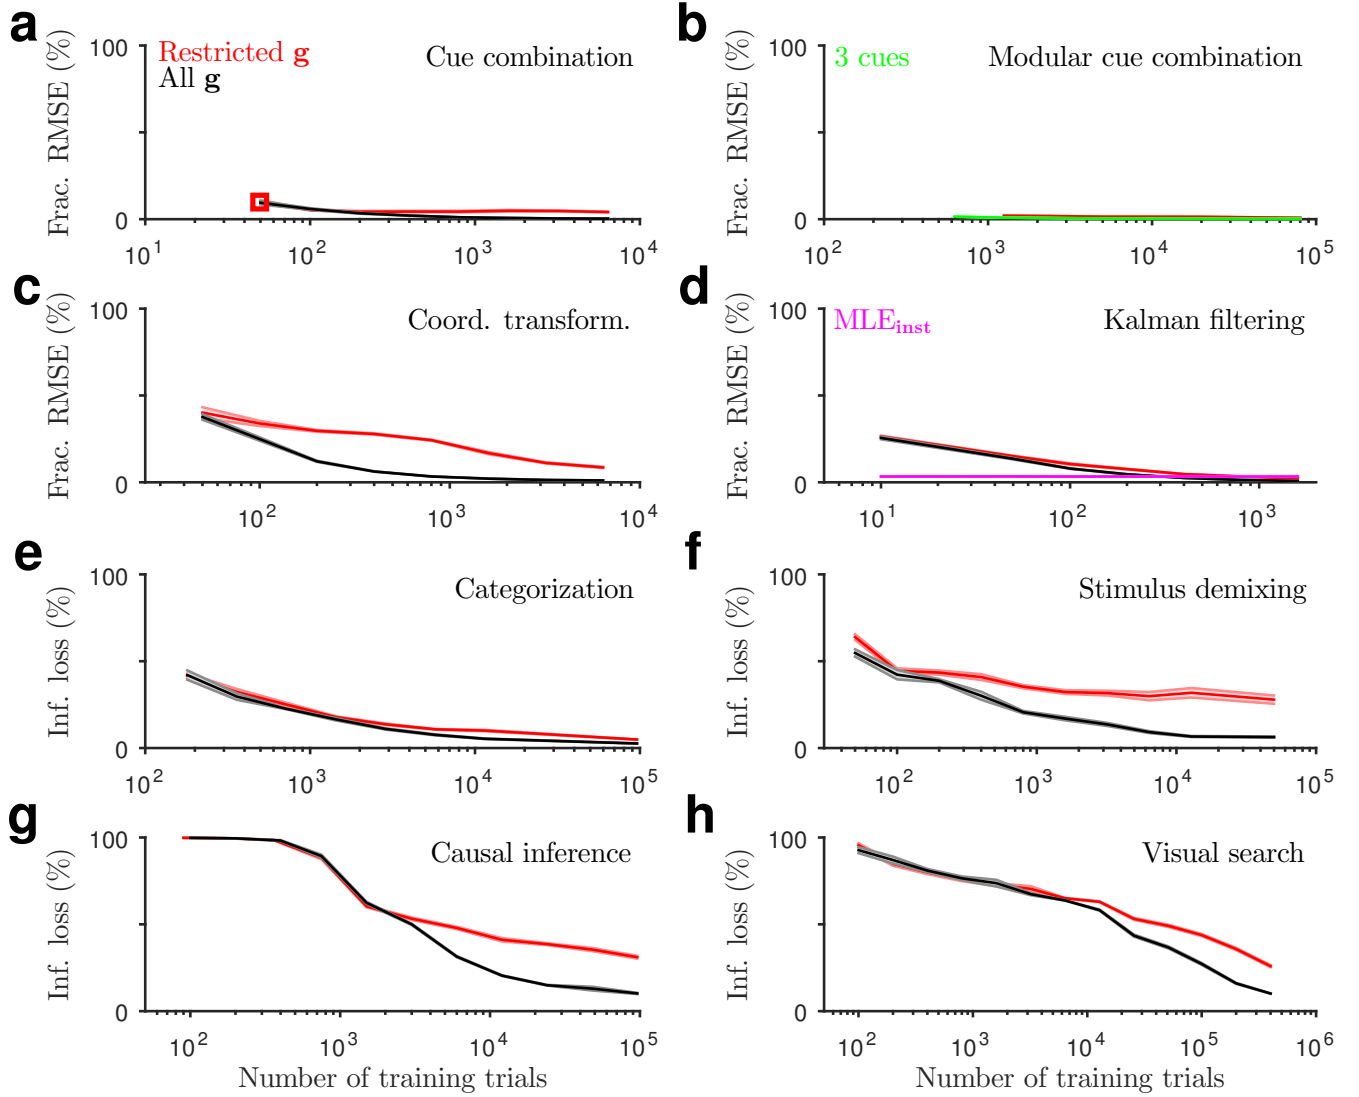 a
Frac. RMSE (%)
100
0
Restricted g
All g
Cue combination
10^1 10^2 10^3 10^4
b
Frac. RMSE (%)
100
0
3 cues
Modular cue combination
10^2 10^3 10^4 10^5
c
Frac. RMSE (%)
100
0
Coord. transform.
10^2 10^3 10^4
d
Frac. RMSE (%)
100
0
MLE_inst
Kalman filtering
10^1 10^2 10^3
e
Inf. loss (%)
100
0
Categorization
10^2 10^3 10^4 10^5
f
Inf. loss (%)
100
0
Stimulus demixing
10^2 10^3 10^4 10^5
g
Inf. loss (%)
100
0
Causal inference
10^2 10^3 10^4 10^5
Number of training trials
h
Inf. loss (%)
100
0
Visual search
10^2 10^3 10^4 10^5 10^6
Number of training trials